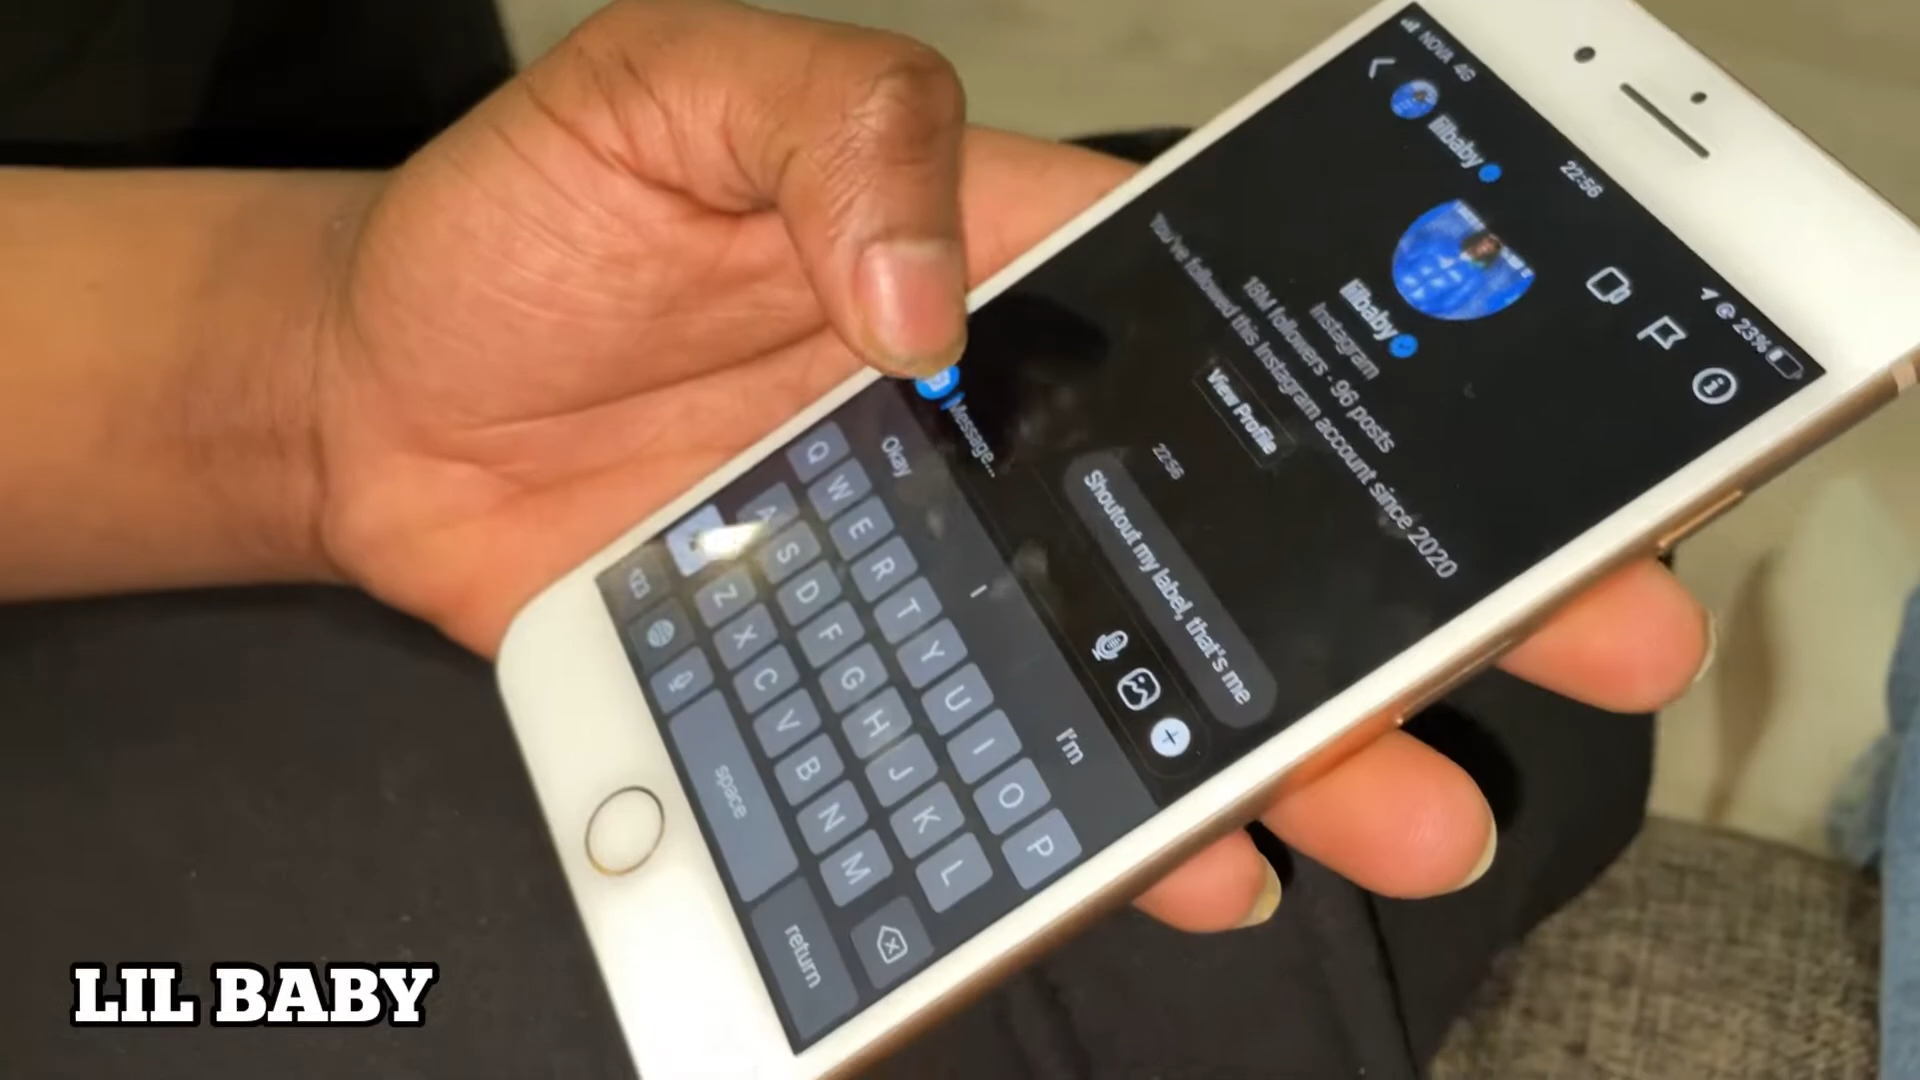 NOVA 4G
22:56
23%
lilbaby
lilbaby
Instagram
18M followers · 96 posts
You've followed this Instagram account since 2020
View Profile
22:56
Shoutout my label, that's me
Message...
Okay
I
I'm
Q W E R T Y U I O P
A S D F G H J K L
Z X C V B N M
123
space
return
LIL BABY